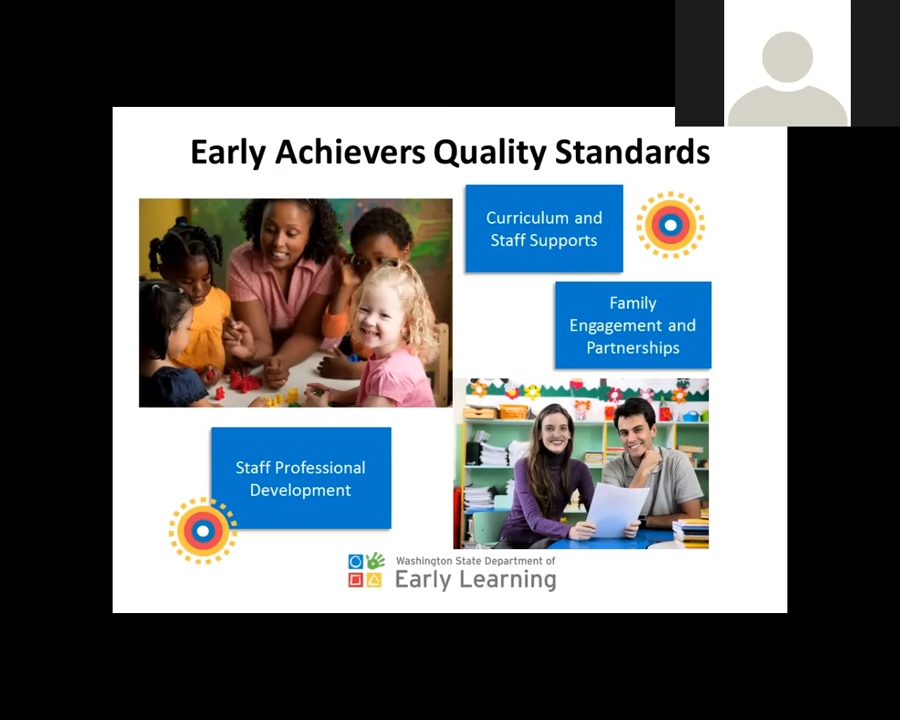 Early Achievers Quality Standards
Curriculum and
Staff Supports
Family
Engagement and
Partnerships
Staff Professional
Development
Washington State Department of
Early Learning